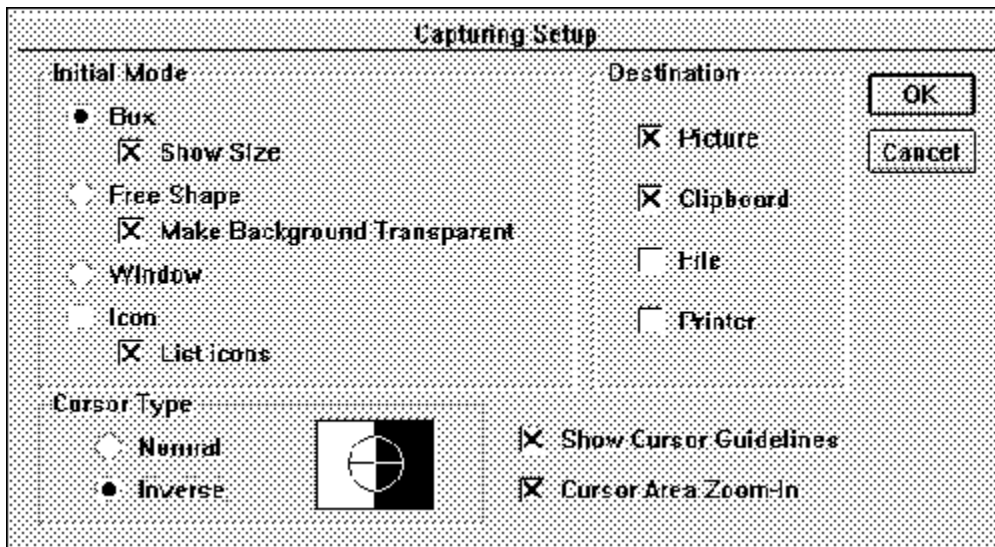 Capturing Setup
Initial Mode
Box
Show Size
Free Shape
Make Background Transparent
Window
Icon
List icons
Destination
Picture
Clipboard
File
Printer
OK
Cancel
Cursor Type
Normal
Inverse
Show Cursor Guidelines
Cursor Area Zoom-In